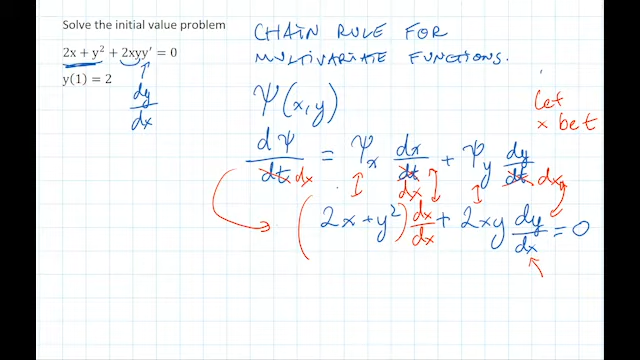 Solve the initial value problem
2x + y² + 2xyy′ = 0
y(1) = 2
dy/dx
CHAIN RULE FOR
MULTIVARIATE FUNCTIONS.
Ψ(x,y)
Let
x be t
dΨ/dt dx = Ψx dx/dt dx + Ψy dy/dt dx
(2x + y²) dx/dx + 2xy dy/dx = 0